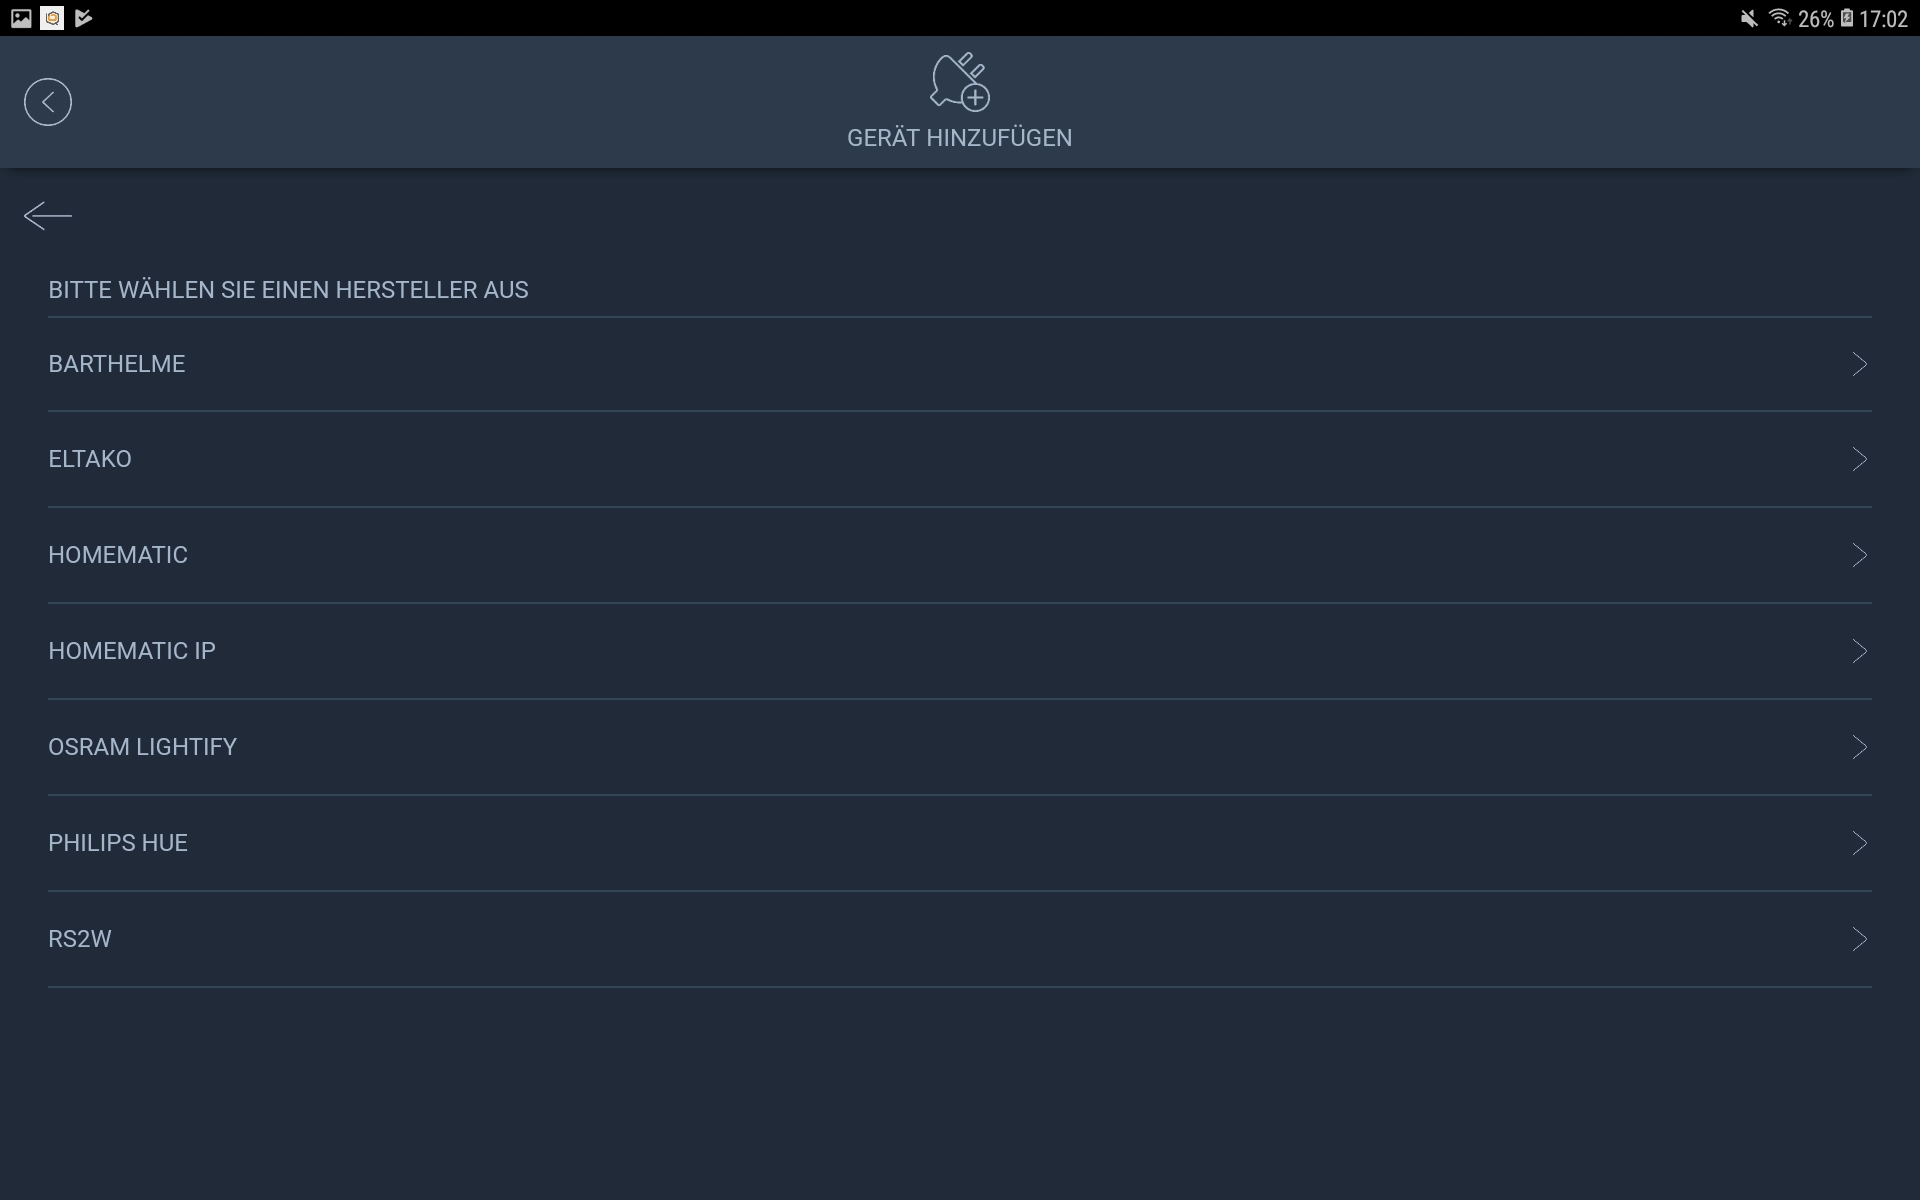 26% 17:02
GERÄT HINZUFÜGEN
BITTE WÄHLEN SIE EINEN HERSTELLER AUS
BARTHELME
ELTAKO
HOMEMATIC
HOMEMATIC IP
OSRAM LIGHTIFY
PHILIPS HUE
RS2W